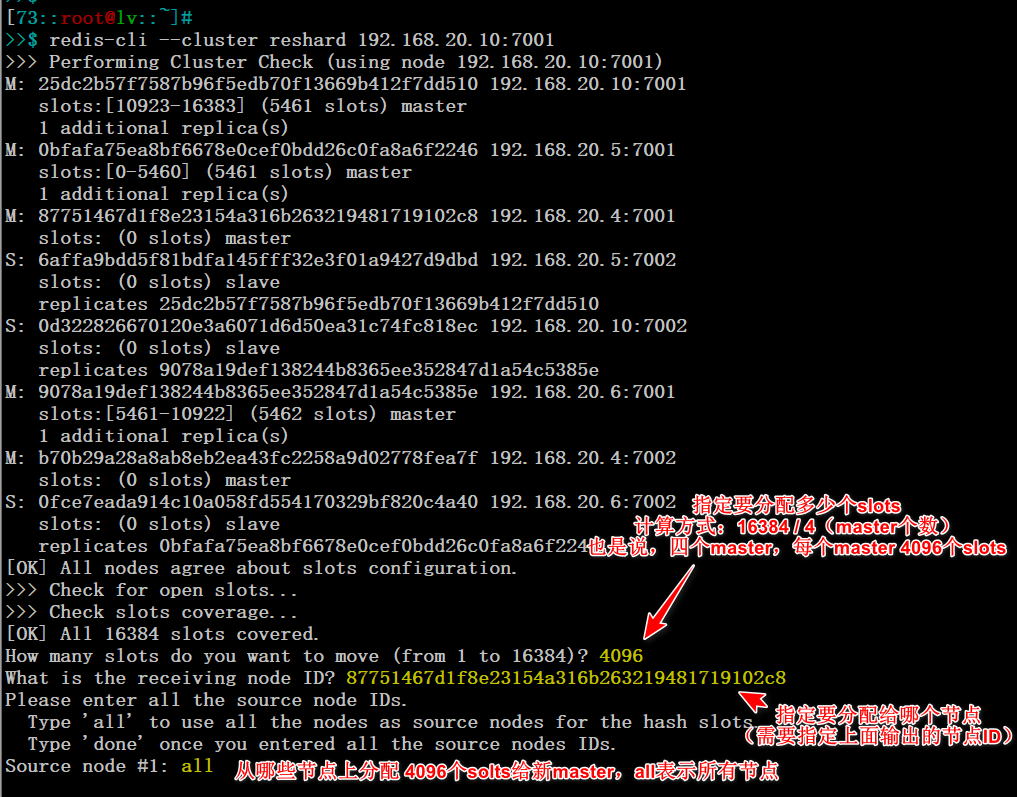 [73::root@lv::~]#
>>$ redis-cli --cluster reshard 192.168.20.10:7001
>>> Performing Cluster Check (using node 192.168.20.10:7001)
M: 25dc2b57f7587b96f5edb70f13669b412f7dd510 192.168.20.10:7001
   slots:[10923-16383] (5461 slots) master
   1 additional replica(s)
M: 0bfafa75ea8bf6678e0cef0bdd26c0fa8a6f2246 192.168.20.5:7001
   slots:[0-5460] (5461 slots) master
   1 additional replica(s)
M: 87751467d1f8e23154a316b263219481719102c8 192.168.20.4:7001
   slots: (0 slots) master
S: 6affa9bdd5f81bdfa145fff32e3f01a9427d9dbd 192.168.20.5:7002
   slots: (0 slots) slave
   replicates 25dc2b57f7587b96f5edb70f13669b412f7dd510
S: 0d322826670120e3a6071d6d50ea31c74fc818ec 192.168.20.10:7002
   slots: (0 slots) slave
   replicates 9078a19def138244b8365ee352847d1a54c5385e
M: 9078a19def138244b8365ee352847d1a54c5385e 192.168.20.6:7001
   slots:[5461-10922] (5462 slots) master
   1 additional replica(s)
M: b70b29a28a8ab8eb2ea43fc2258a9d02778fea7f 192.168.20.4:7002
   slots: (0 slots) master
S: 0fce7eada914c10a058fd554170329bf820c4a40 192.168.20.6:7002
指定要分配多少个slots
   slots: (0 slots) slave
计算方式：16384 / 4（master个数）
   replicates 0bfafa75ea8bf6678e0cef0bdd26c0fa8a6f224
也是说，四个master，每个master 4096个slots
[OK] All nodes agree about slots configuration.
>>> Check for open slots...
>>> Check slots coverage...
[OK] All 16384 slots covered.
How many slots do you want to move (from 1 to 16384)? 4096
What is the receiving node ID? 87751467d1f8e23154a316b263219481719102c8
Please enter all the source node IDs.
  Type 'all' to use all the nodes as source nodes for the hash slots.
指定要分配给哪个节点
  Type 'done' once you entered all the source nodes IDs.
（需要指定上面输出的节点ID）
Source node #1: all
从哪些节点上分配 4096个solts给新master，all表示所有节点